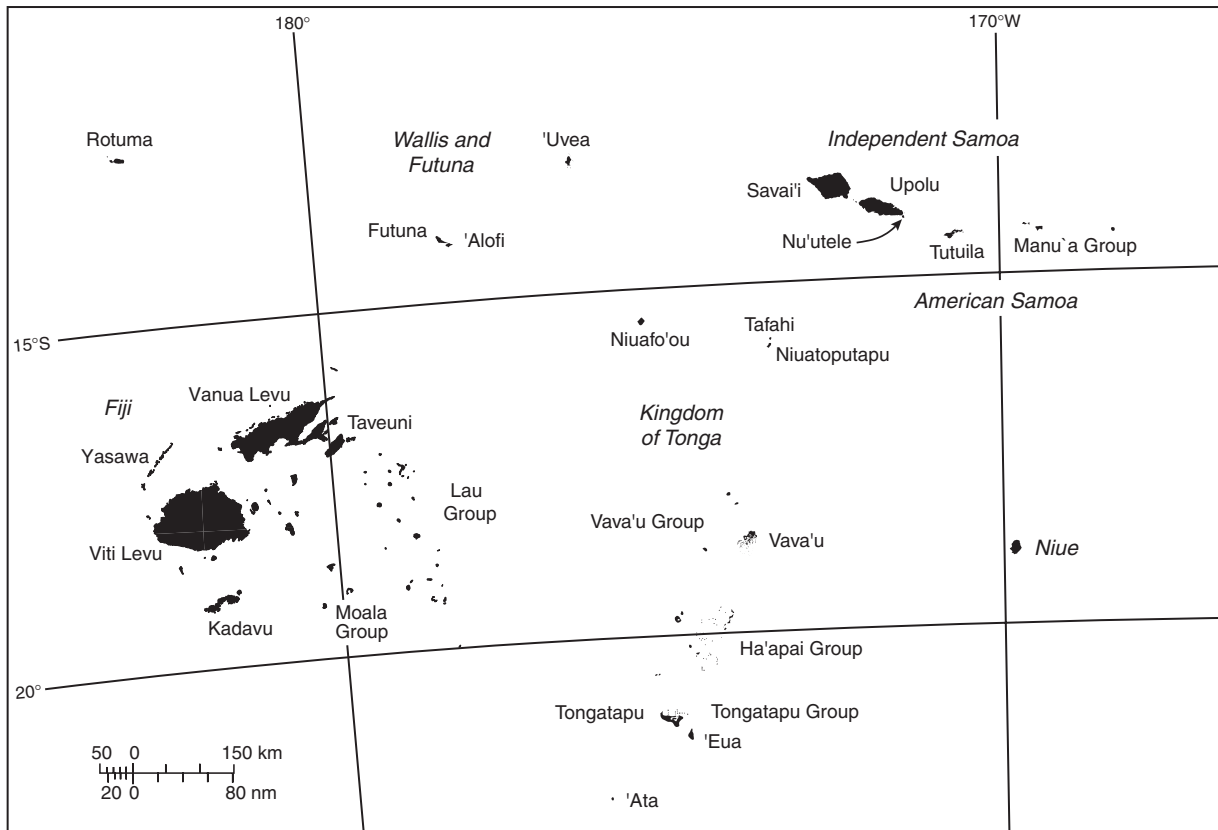 180°
170°W
Rotuma
Wallis and
Futuna
'Uvea
Independent Samoa
Savai'i
Upolu
Futuna
'Alofi
Nu'utele
Tutuila
Manu`a Group
American Samoa
15°S
Niuafo'ou
Tafahi
Niuatoputapu
Fiji
Vanua Levu
Taveuni
Kingdom
of Tonga
Yasawa
Lau
Group
Vava'u Group
Vava'u
Niue
Viti Levu
Kadavu
Moala
Group
Ha'apai Group
20°
Tongatapu
Tongatapu Group
'Eua
50 0 150 km
20 0 80 nm
'Ata